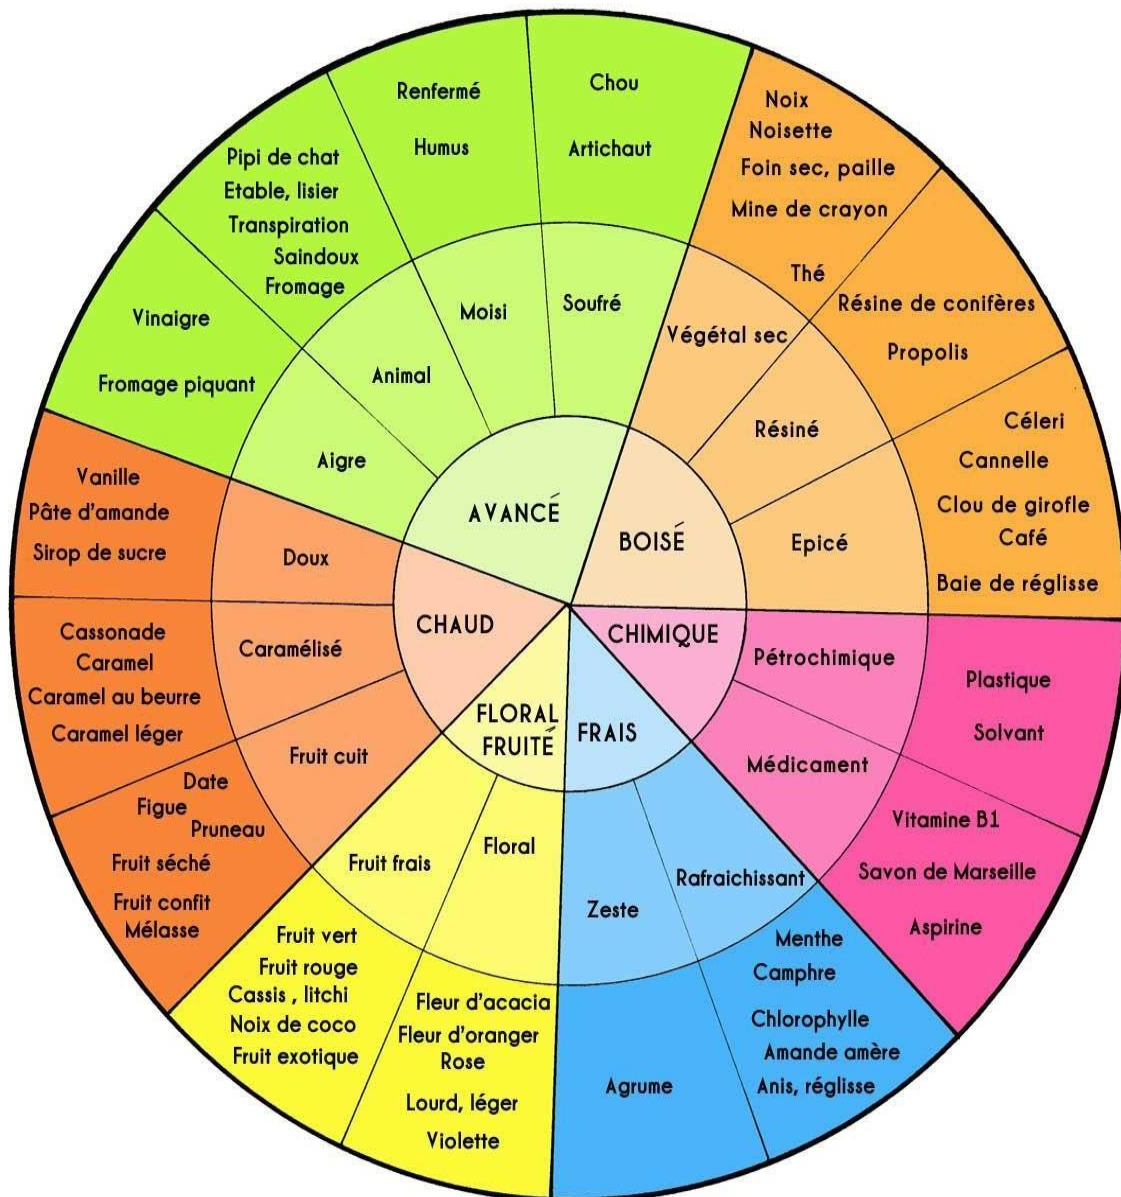 AVANCÉ
Aigre
Vinaigre
Fromage piquant
Animal
Pipi de chat
Etable, lisier
Transpiration
Saindoux
Fromage
Moisi
Renfermé
Humus
Soufré
Chou
Artichaut
BOISÉ
Végétal sec
Noix
Noisette
Foin sec, paille
Mine de crayon
Thé
Résiné
Résine de conifères
Propolis
Epicé
Céleri
Cannelle
Clou de girofle
Café
Baie de réglisse
CHIMIQUE
Pétrochimique
Plastique
Solvant
Médicament
Vitamine B1
Savon de Marseille
Aspirine
FRAIS
Rafraichissant
Menthe
Camphre
Chlorophylle
Amande amère
Anis, réglisse
Zeste
Agrume
FLORAL
FRUITÉ
Floral
Fleur d'acacia
Fleur d'oranger
Rose
Lourd, léger
Violette
Fruit frais
Fruit vert
Fruit rouge
Cassis , litchi
Noix de coco
Fruit exotique
CHAUD
Fruit cuit
Date
Figue
Pruneau
Fruit séché
Fruit confit
Mélasse
Caramélisé
Cassonade
Caramel
Caramel au beurre
Caramel léger
Doux
Vanille
Pâte d'amande
Sirop de sucre